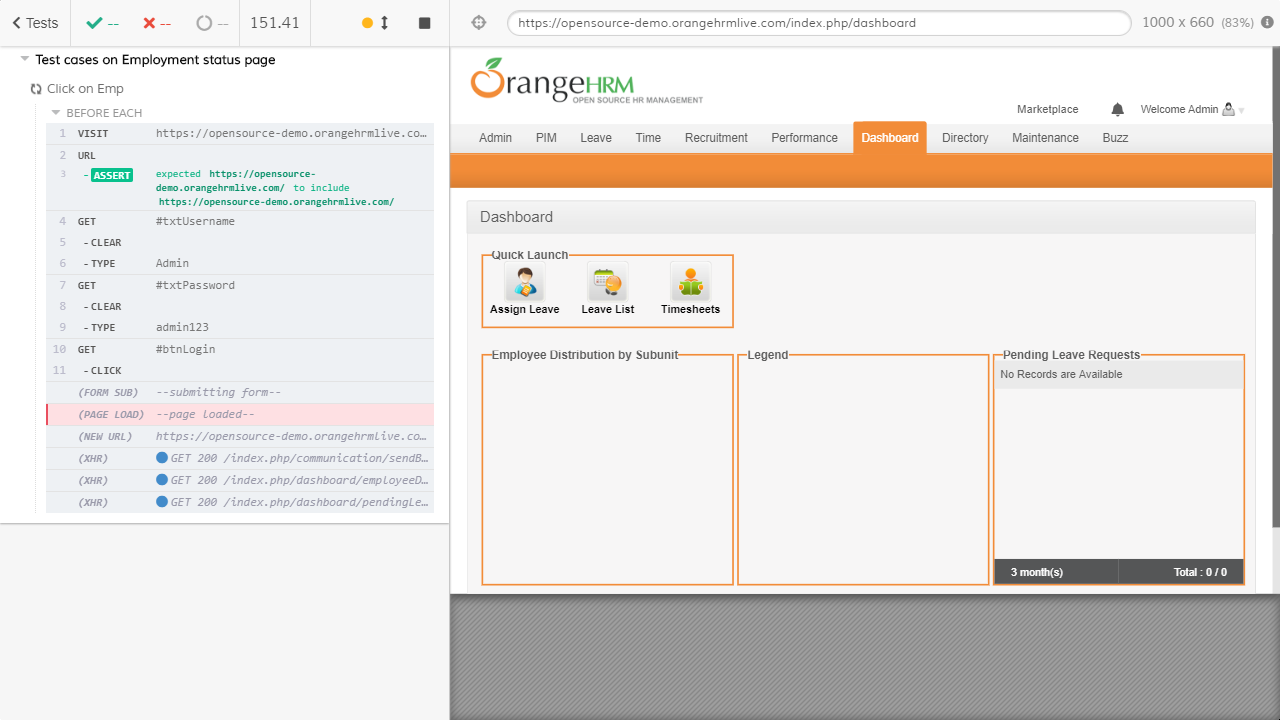 Tests
--
--
--
151.41
https://opensource-demo.orangehrmlive.com/index.php/dashboard
1000 x 660 (83%)
Test cases on Employment status page
Click on Emp
BEFORE EACH
1 VISIT https://opensource-demo.orangehrmlive.co…
2 URL
3 -ASSERT expected https://opensource-
demo.orangehrmlive.com/ to include
https://opensource-demo.orangehrmlive.com/
4 GET #txtUsername
5 -CLEAR
6 -TYPE Admin
7 GET #txtPassword
8 -CLEAR
9 -TYPE admin123
10 GET #btnLogin
11 -CLICK
(FORM SUB) --submitting form--
(PAGE LOAD) --page loaded--
(NEW URL) https://opensource-demo.orangehrmlive.co…
(XHR) GET 200 /index.php/communication/sendB…
(XHR) GET 200 /index.php/dashboard/employeeD…
(XHR) GET 200 /index.php/dashboard/pendingLe…
OrangeHRM
OPEN SOURCE HR MANAGEMENT
Marketplace
Welcome Admin
Admin PIM Leave Time Recruitment Performance Dashboard Directory Maintenance Buzz
Dashboard
Quick Launch
Assign Leave Leave List Timesheets
Employee Distribution by Subunit
Legend
Pending Leave Requests
No Records are Available
3 month(s) Total : 0 / 0